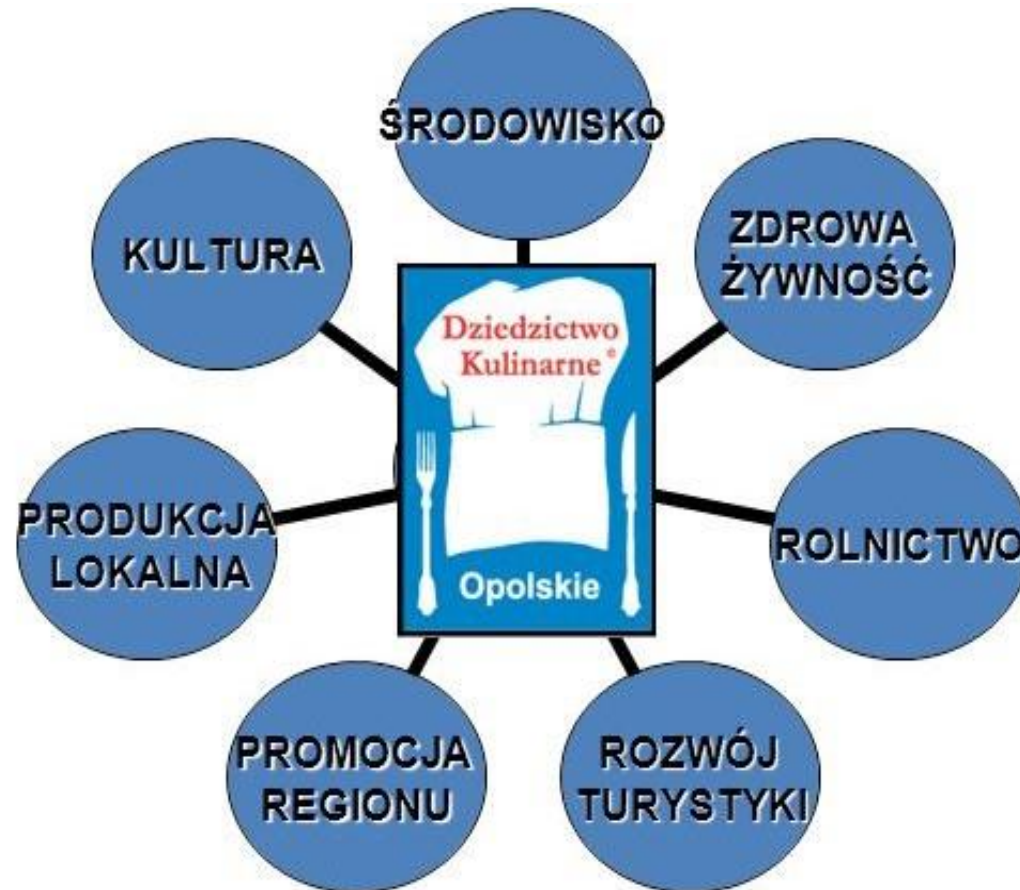 ŚRODOWISKO
KULTURA
ZDROWA
ŻYWNOŚĆ
Dziedzictwo
Kulinarne®
PRODUKCJA
LOKALNA
ROLNICTWO
Opolskie
PROMOCJA
REGIONU
ROZWÓJ
TURYSTYKI